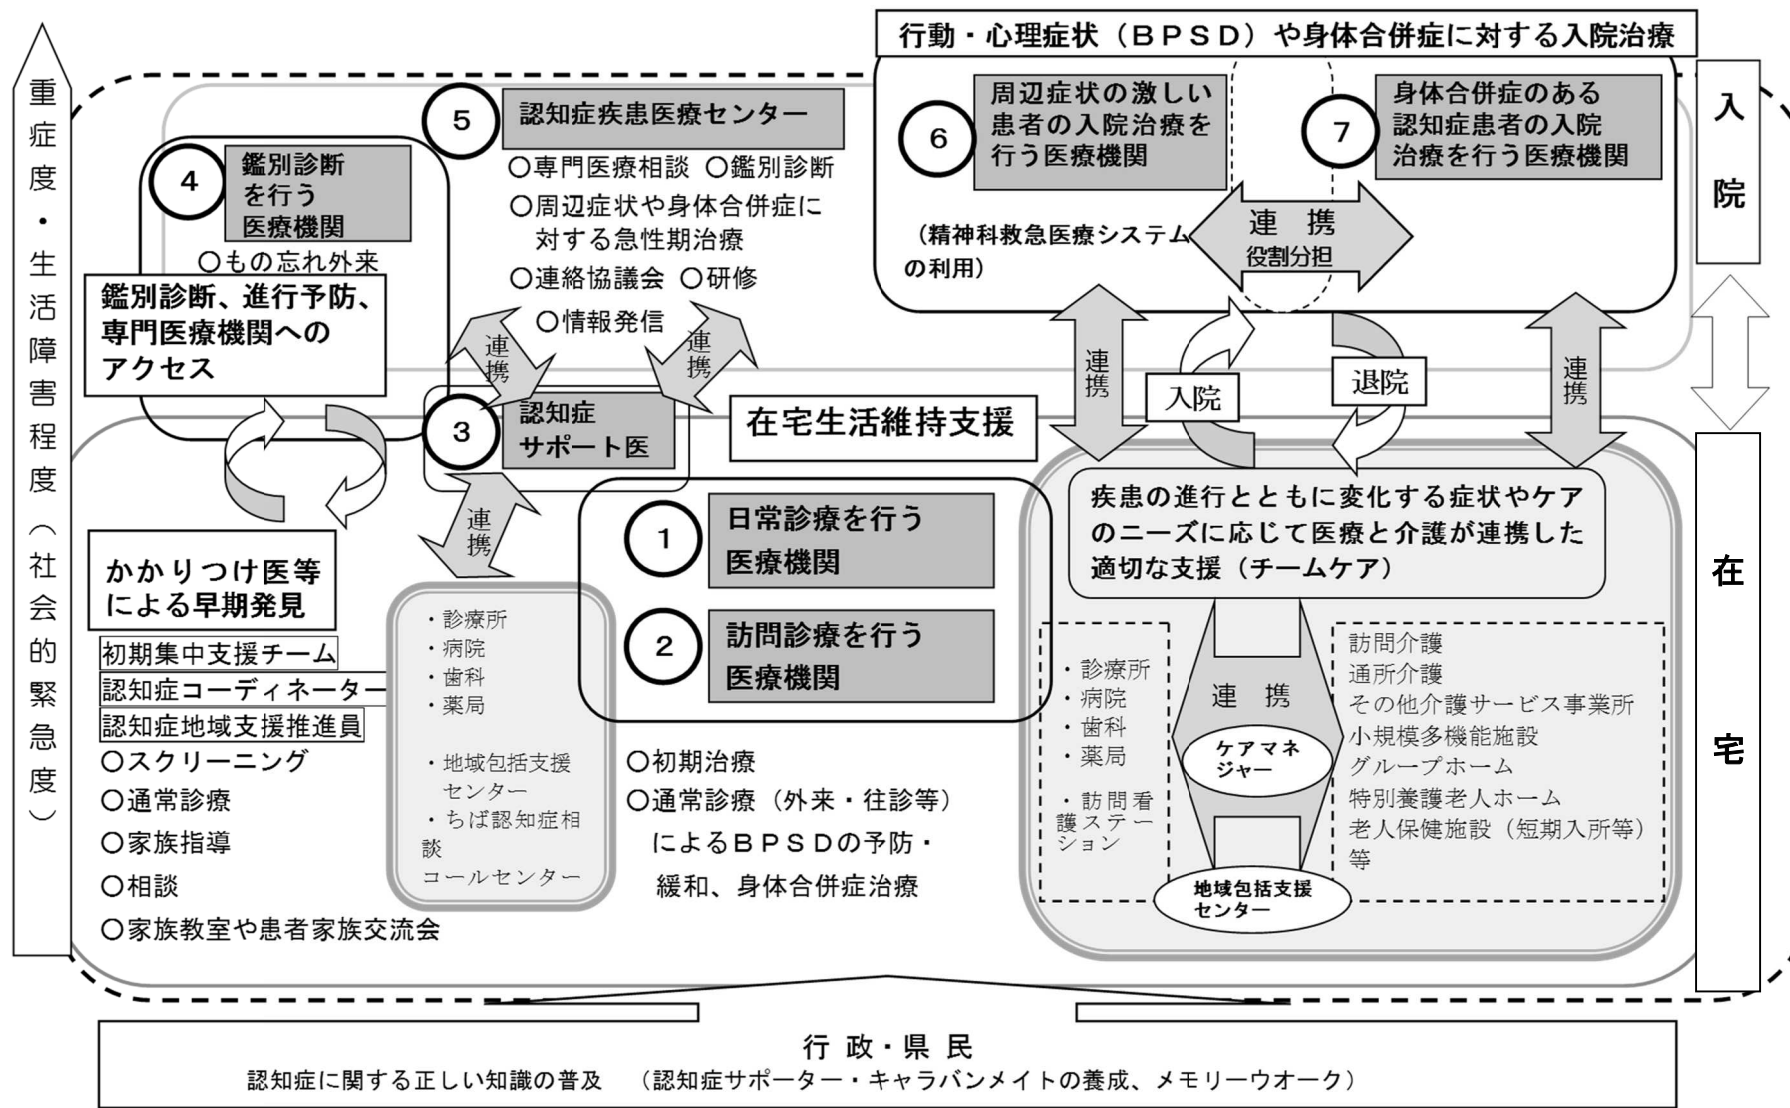 重症度・生活障害程度（社会的緊急度）
行動・心理症状（ＢＰＳＤ）や身体合併症に対する入院治療
⑥
周辺症状の激しい
患者の入院治療を
行う医療機関
⑦
身体合併症のある
認知症患者の入院
治療を行う医療機関
（精神科救急医療システム
の利用）
連　携
役割分担
入　院
⑤
認知症疾患医療センター
○専門医療相談 ○鑑別診断
○周辺症状や身体合併症に
対する急性期治療
○連絡協議会 ○研修
○情報発信
④
鑑別診断
を行う
医療機関
○もの忘れ外来
鑑別診断、進行予防、
専門医療機関への
アクセス
連携
連携
③
認知症
サポート医
連携
在宅生活維持支援
連携
入院
退院
連携
かかりつけ医等
による早期発見
初期集中支援チーム
認知症コーディネーター
認知症地域支援推進員
○スクリーニング
○通常診療
○家族指導
○相談
○家族教室や患者家族交流会
・診療所
・病院
・歯科
・薬局
・地域包括支援
センター
・ちば認知症相
談
コールセンター
①
日常診療を行う
医療機関
②
訪問診療を行う
医療機関
○初期治療
○通常診療（外来・往診等）
によるＢＰＳＤの予防・
緩和、身体合併症治療
疾患の進行とともに変化する症状やケア
のニーズに応じて医療と介護が連携した
適切な支援（チームケア）
・診療所
・病院
・歯科
・薬局
・訪問看
護ステー
ション
連　携
ケアマネ
ジャー
地域包括支援
センター
訪問介護
通所介護
その他介護サービス事業所
小規模多機能施設
グループホーム
特別養護老人ホーム
老人保健施設（短期入所等）
等
在　宅
行 政・県 民
認知症に関する正しい知識の普及　（認知症サポーター・キャラバンメイトの養成、メモリーウオーク）